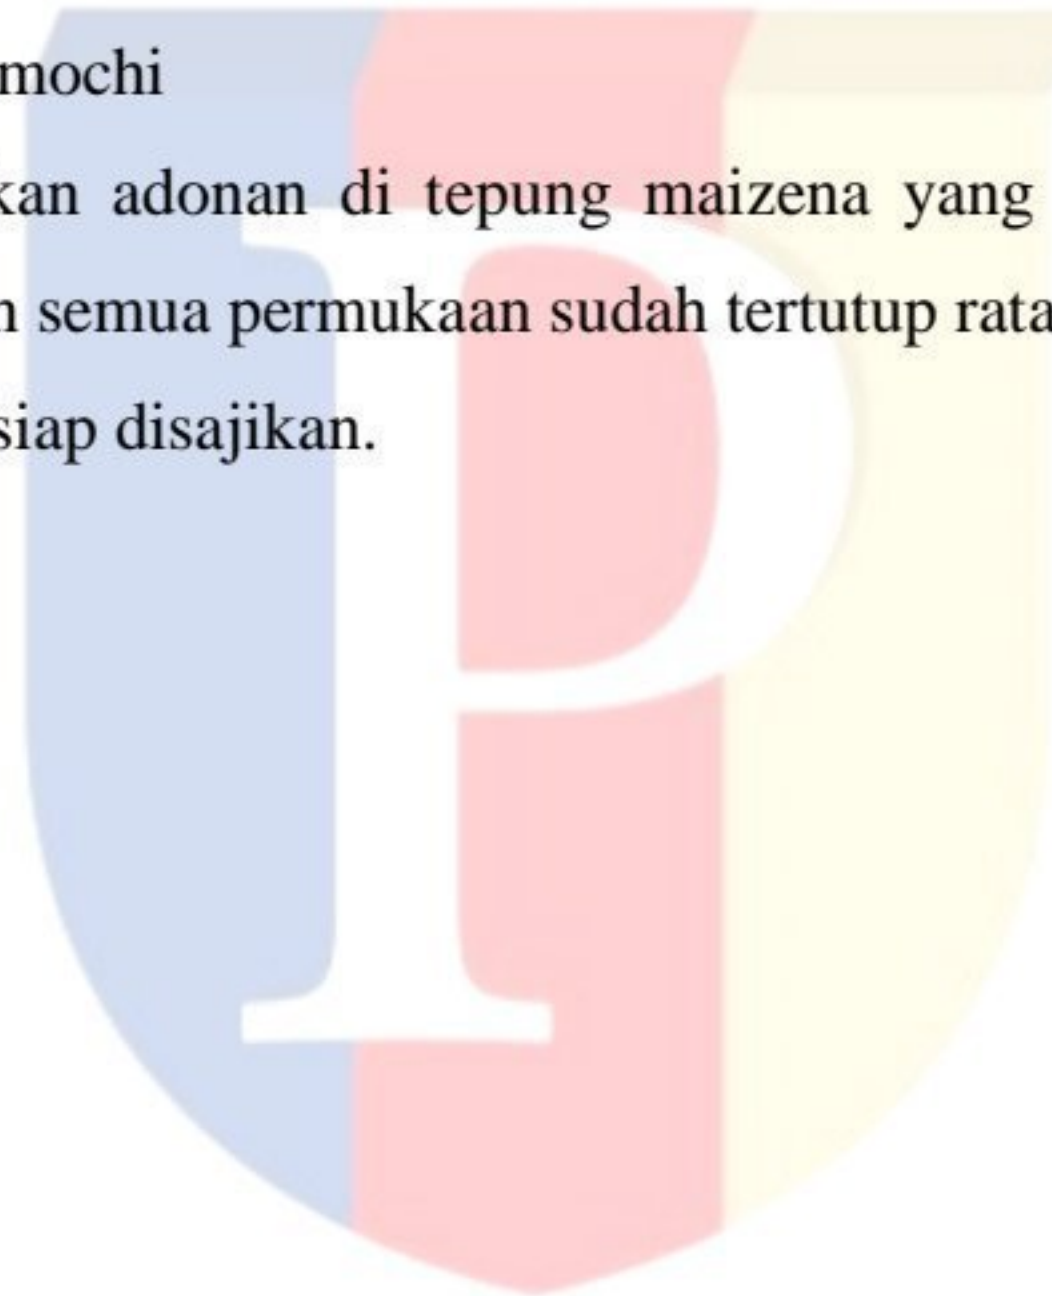 mochi
kan adonan di tepung maizena yang
n semua permukaan sudah tertutup rata
siap disajikan.
P